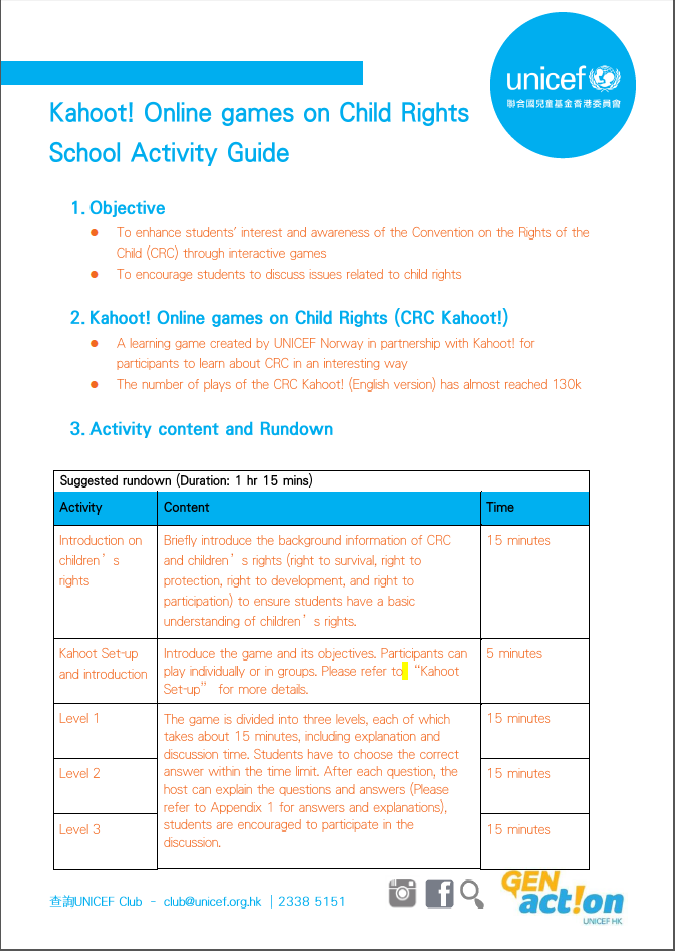 unicef
聯合國兒童基金香港委員會
Kahoot! Online games on Child Rights
School Activity Guide
1. Objective
● To enhance students' interest and awareness of the Convention on the Rights of the
Child (CRC) through interactive games
● To encourage students to discuss issues related to child rights
2. Kahoot! Online games on Child Rights (CRC Kahoot!)
● A learning game created by UNICEF Norway in partnership with Kahoot! for
participants to learn about CRC in an interesting way
● The number of plays of the CRC Kahoot! (English version) has almost reached 130k
3. Activity content and Rundown
Suggested rundown (Duration: 1 hr 15 mins)
Activity Content Time
Introduction on
children’s
rights
Briefly introduce the background information of CRC
and children’s rights (right to survival, right to
protection, right to development, and right to
participation) to ensure students have a basic
understanding of children’s rights.
15 minutes
Kahoot Set-up
and introduction
Introduce the game and its objectives. Participants can
play individually or in groups. Please refer to “Kahoot
Set-up” for more details.
5 minutes
Level 1
The game is divided into three levels, each of which
takes about 15 minutes, including explanation and
discussion time. Students have to choose the correct
answer within the time limit. After each question, the
host can explain the questions and answers (Please
refer to Appendix 1 for answers and explanations),
students are encouraged to participate in the
discussion.
15 minutes
Level 2
15 minutes
Level 3
15 minutes
查詢UNICEF Club – club@unicef.org.hk | 2338 5151
GEN
act!on
UNICEF HK